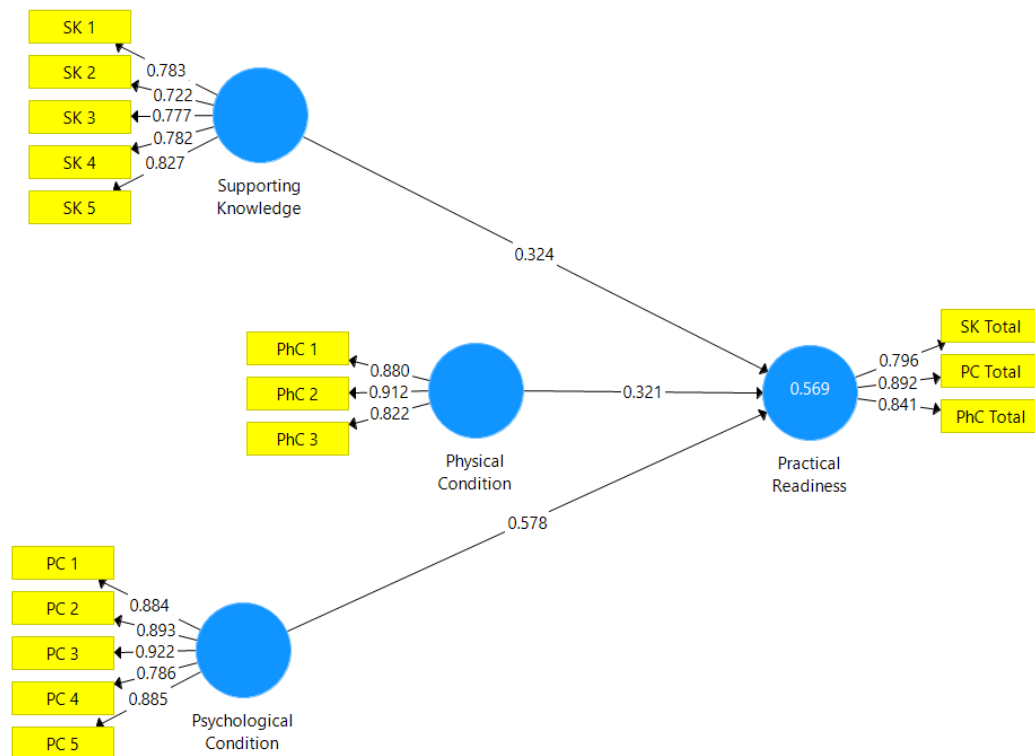 SK 1
SK 2
SK 3
SK 4
SK 5
0.783
0.722
0.777
0.782
0.827
Supporting
Knowledge
0.324
PhC 1
PhC 2
PhC 3
0.880
0.912
0.822
Physical
Condition
0.321
0.569
Practical
Readiness
0.796
0.892
0.841
SK Total
PC Total
PhC Total
0.578
PC 1
PC 2
PC 3
PC 4
PC 5
0.884
0.893
0.922
0.786
0.885
Psychological
Condition